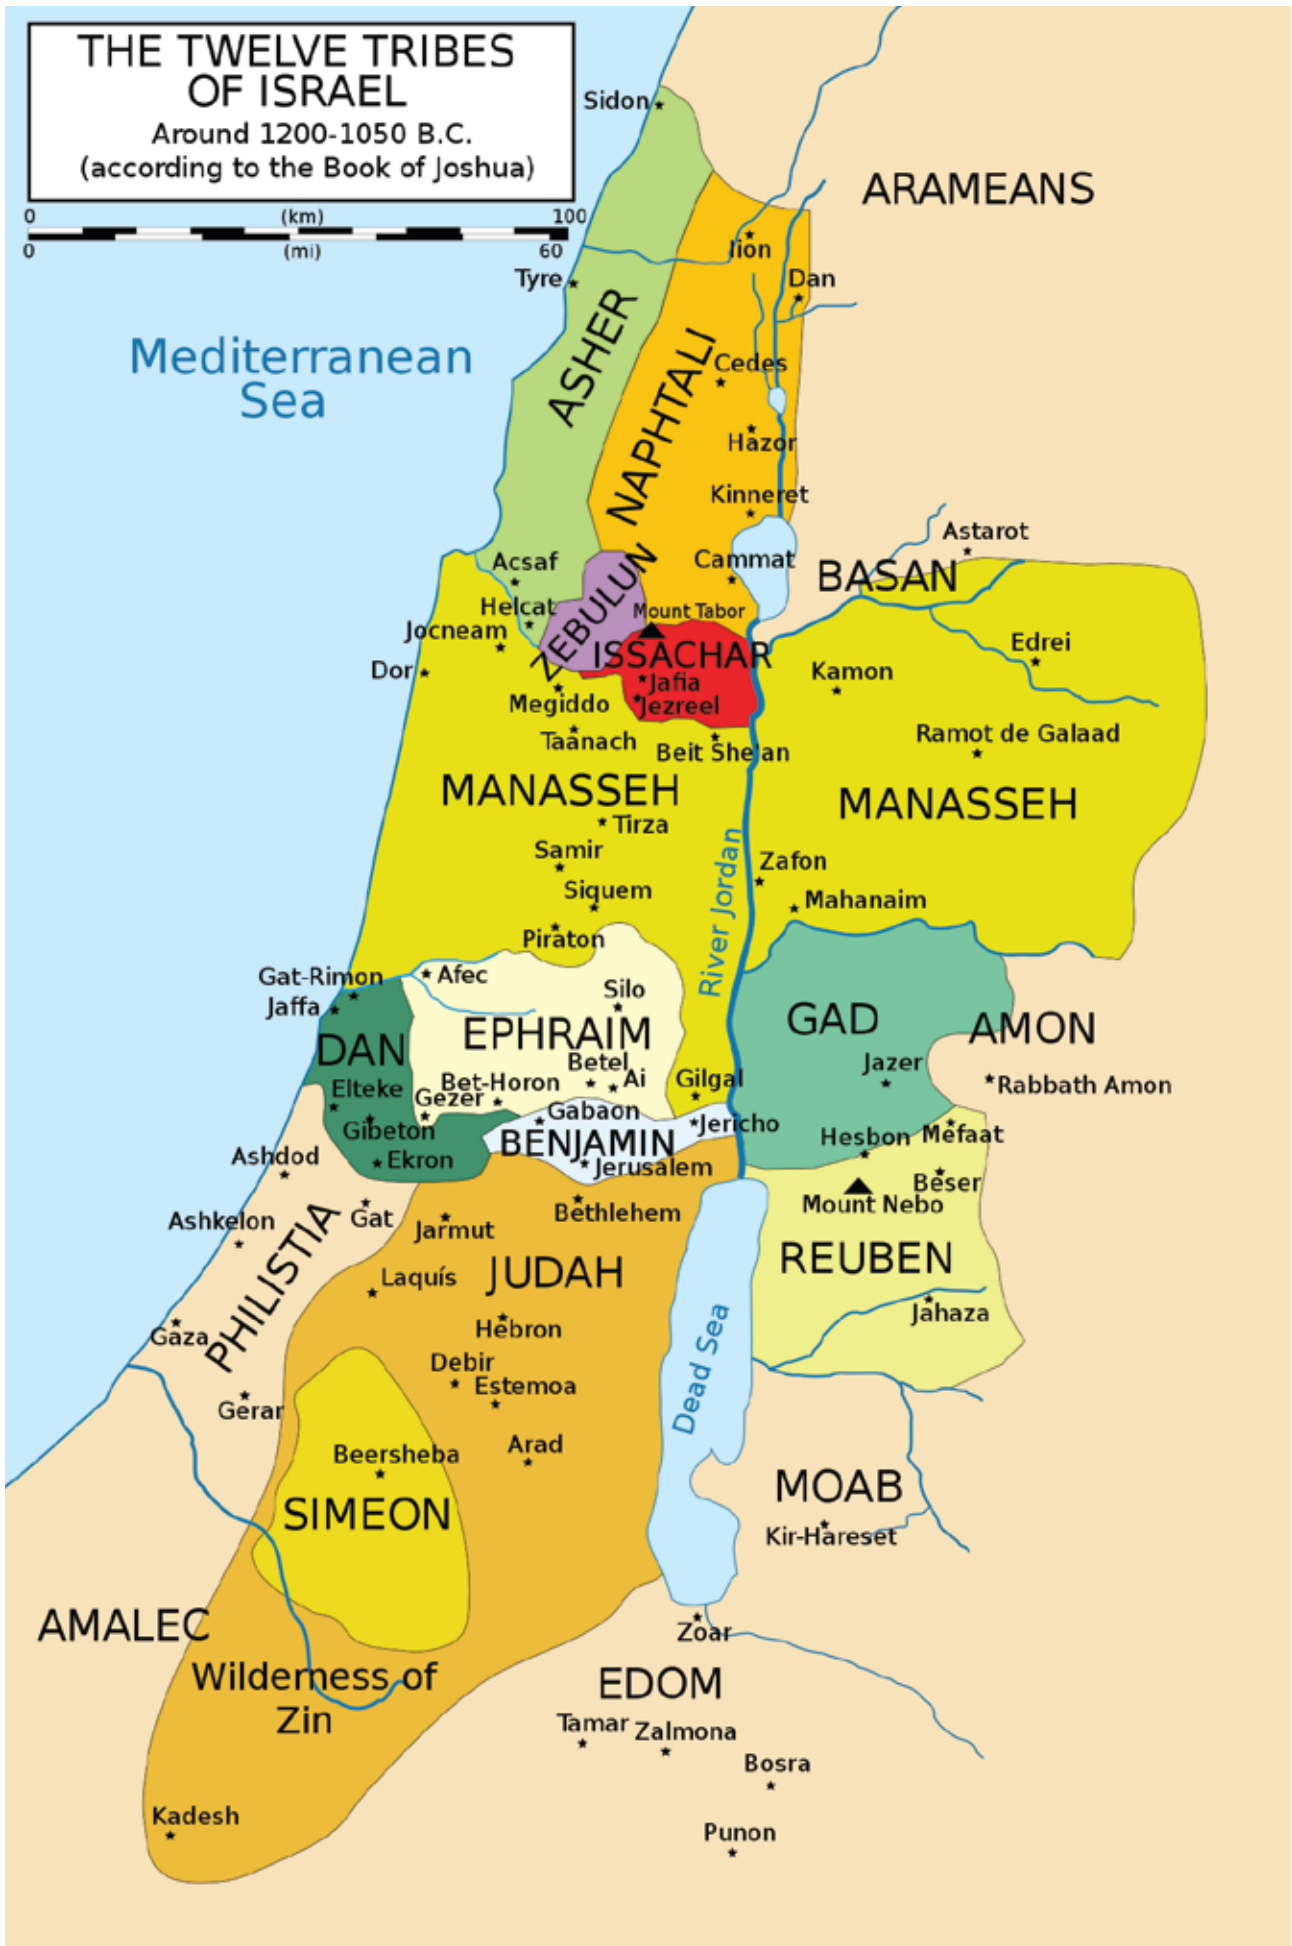 THE TWELVE TRIBES
OF ISRAEL
Around 1200-1050 B.C.
(according to the Book of Joshua)
0 (km) 100
0 (mi) 60
Sidon
ARAMEANS
Iion
Dan
Tyre
Mediterranean
Sea
ASHER
NAPHTALI
Cedes
Hazor
Kinneret
Astarot
Acsaf
Cammat
BASAN
ZEBULUN
Helcat
Mount Tabor
Jocneam
Edrei
ISSACHAR
Dor
Kamon
Jafia
Megiddo
Jezreel
Taanach
Beit She'an
Ramot de Galaad
MANASSEH
MANASSEH
Tirza
Samir
River Jordan
Zafon
Siquem
Mahanaim
Piraton
Gat-Rimon
Afec
Jaffa
Silo
DAN
EPHRAIM
GAD
AMON
Betel
Jazer
Elteke
Bet-Horon
Ai
Gilgal
Rabbath Amon
Gezer
Gabaon
Jericho
Gibeton
BENJAMIN
Hesbon
Mefaat
Ashdod
Ekron
Jerusalem
Beser
Mount Nebo
Ashkelon
Gat
Jarmut
Bethlehem
PHILISTIA
Laquís
JUDAH
REUBEN
Jahaza
Gaza
Hebron
Dead Sea
Debir
Estemoa
Gerar
Beersheba
Arad
SIMEON
MOAB
Kir-Hareset
AMALEC
Zoar
Wilderness of
Zin
EDOM
Tamar
Zalmona
Bosra
Kadesh
Punon